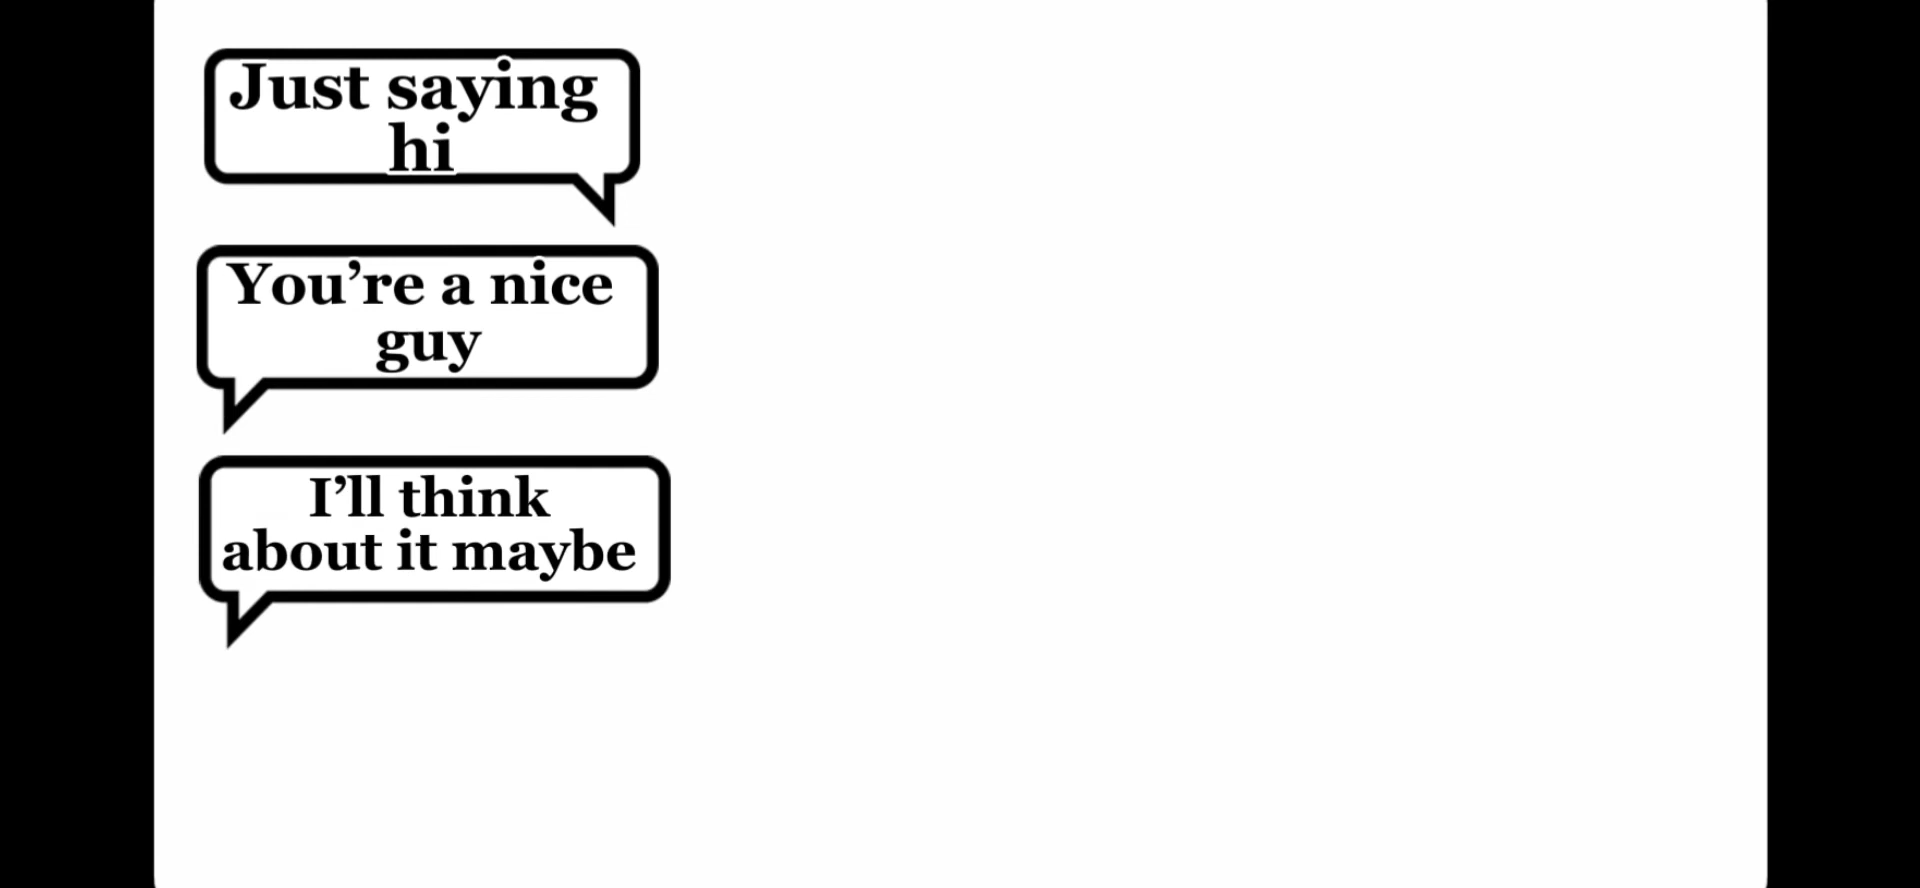 Just saying
hi
You’re a nice
guy
I’ll think
about it maybe